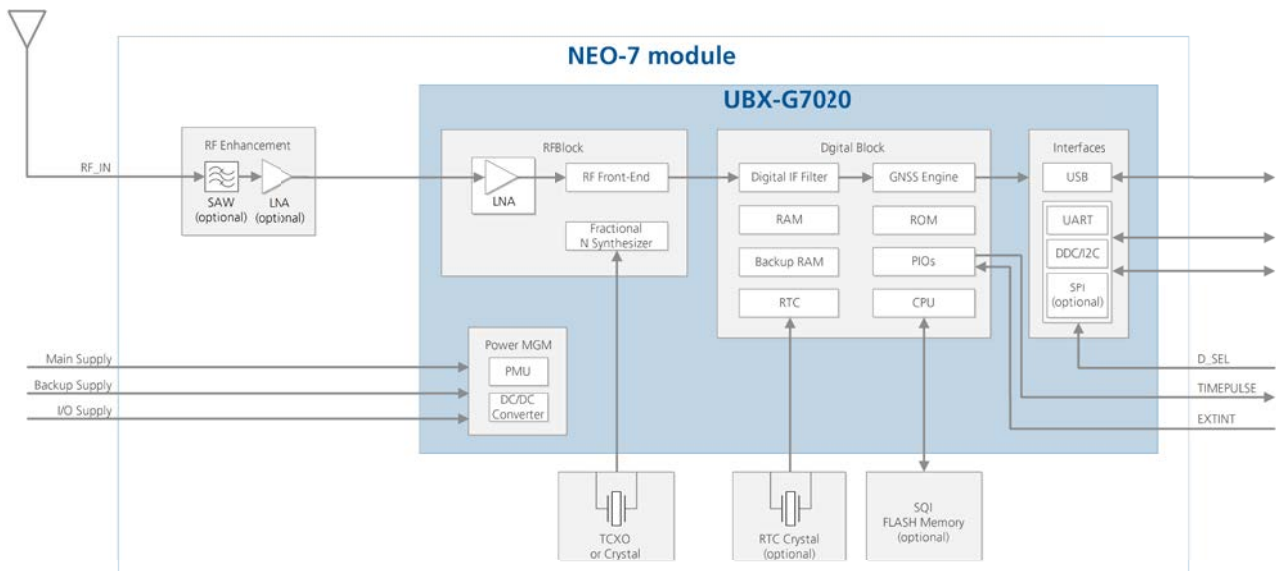 NEO-7 module
UBX-G7020
RF Enhancement
SAW
(optional)
LNA
(optional)
RF_IN
RFBlock
LNA
RF Front-End
Fractional
N Synthesizer
Digital Block
Digital IF Filter
GNSS Engine
RAM
ROM
Backup RAM
PIOs
RTC
CPU
Interfaces
USB
UART
DDC/I2C
SPI
(optional)
Power MGM
PMU
DC/DC
Converter
Main Supply
Backup Supply
I/O Supply
D_SEL
TIMEPULSE
EXTINT
TCXO
or Crystal
RTC Crystal
(optional)
SQI
FLASH Memory
(optional)